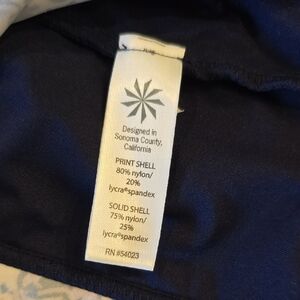 Designed in
Sonoma County,
California
PRINT SHELL
80% nylon/
20%
lycra®spandex
SOLID SHELL
75% nylon/
25%
lycra®spandex
RN #54023